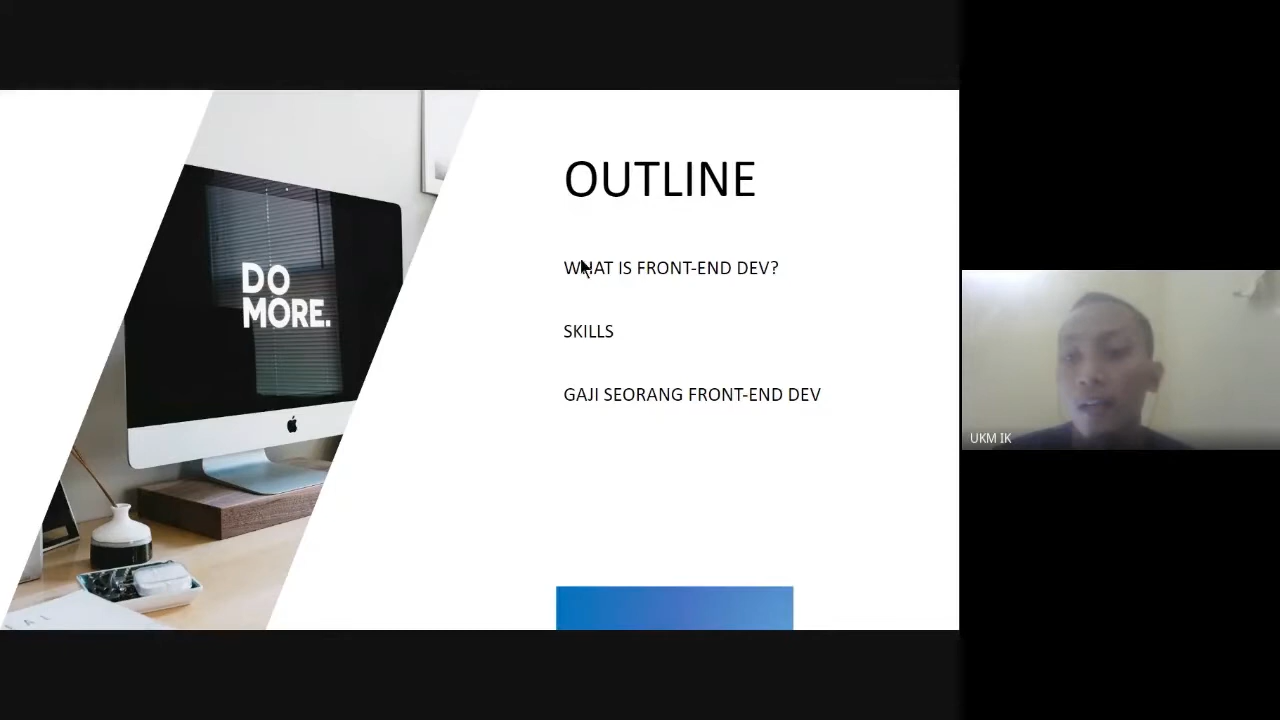 DO
MORE.
OUTLINE
WHAT IS FRONT-END DEV?
SKILLS
GAJI SEORANG FRONT-END DEV
UKM IK